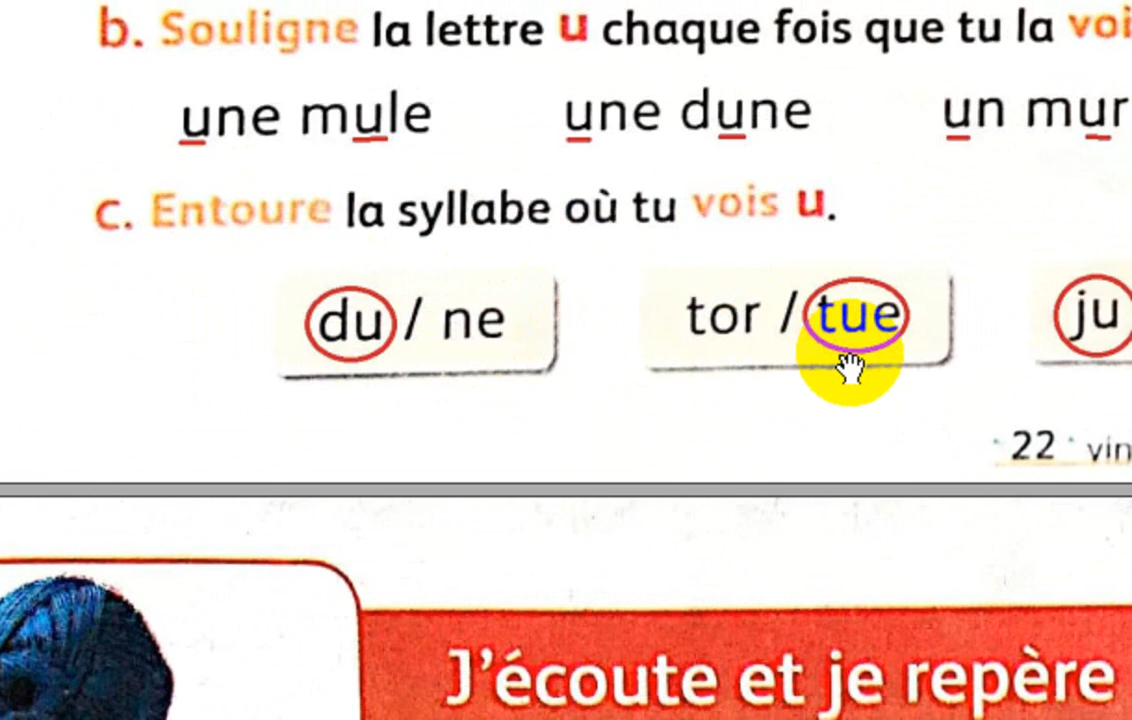 b. Souligne la lettre u chaque fois que tu la voi
une mule une dune un mur
c. Entoure la syllabe où tu vois u.
du / ne tor / tue ju
22 vin
J'écoute et je repère